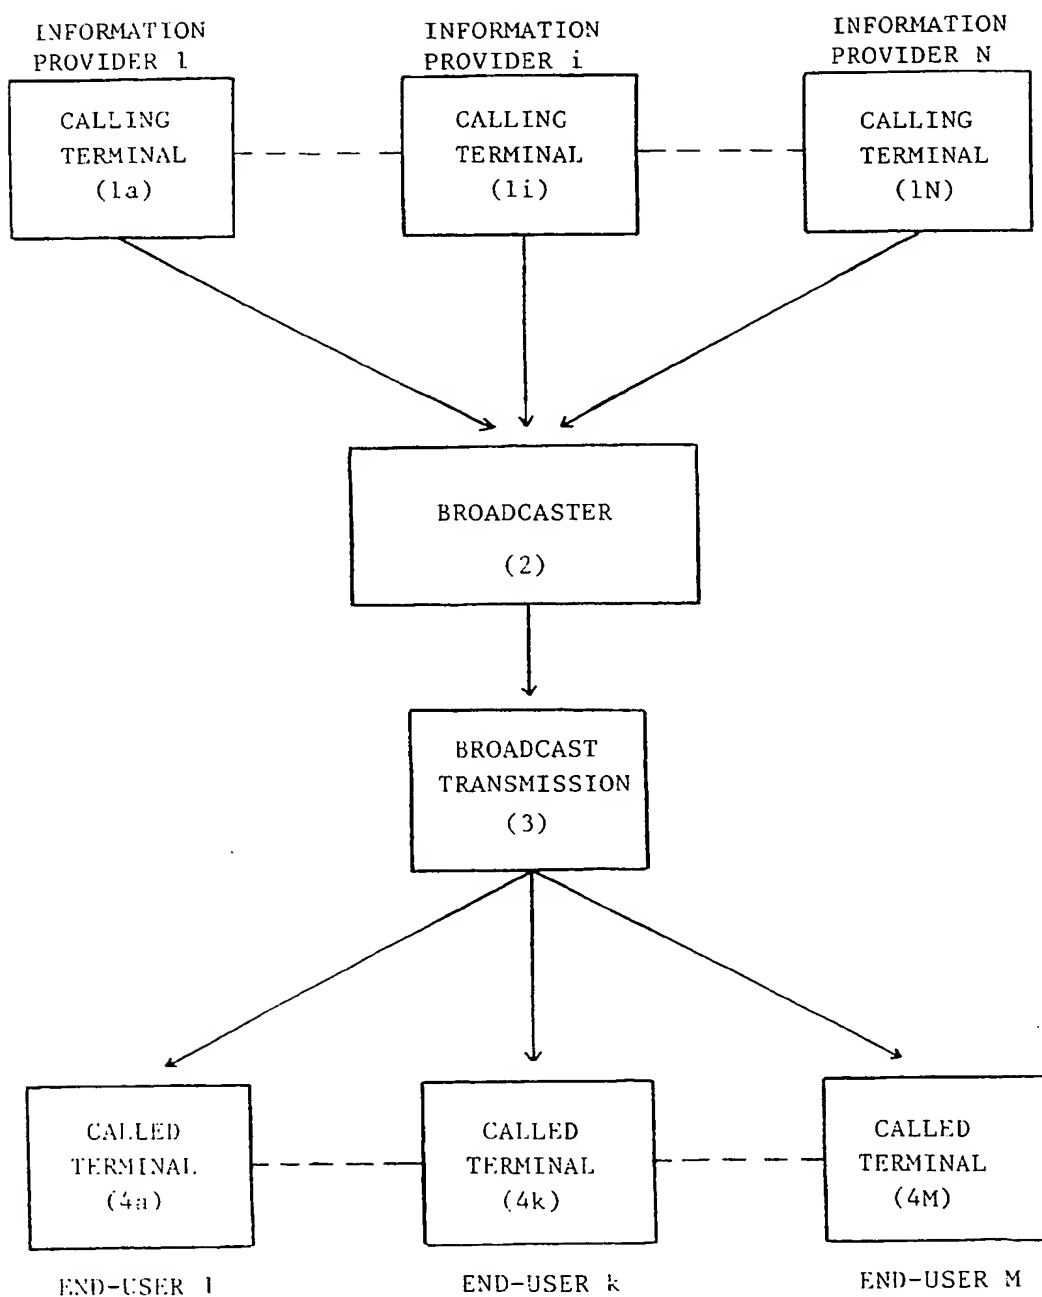 INFORMATION
PROVIDER 1
INFORMATION
PROVIDER i
INFORMATION
PROVIDER N
CALLING
TERMINAL
(1a)
CALLING
TERMINAL
(1i)
CALLING
TERMINAL
(1N)
BROADCASTER
(2)
BROADCAST
TRANSMISSION
(3)
CALLED
TERMINAL
(4a)
CALLED
TERMINAL
(4k)
CALLED
TERMINAL
(4M)
END-USER 1
END-USER k
END-USER M